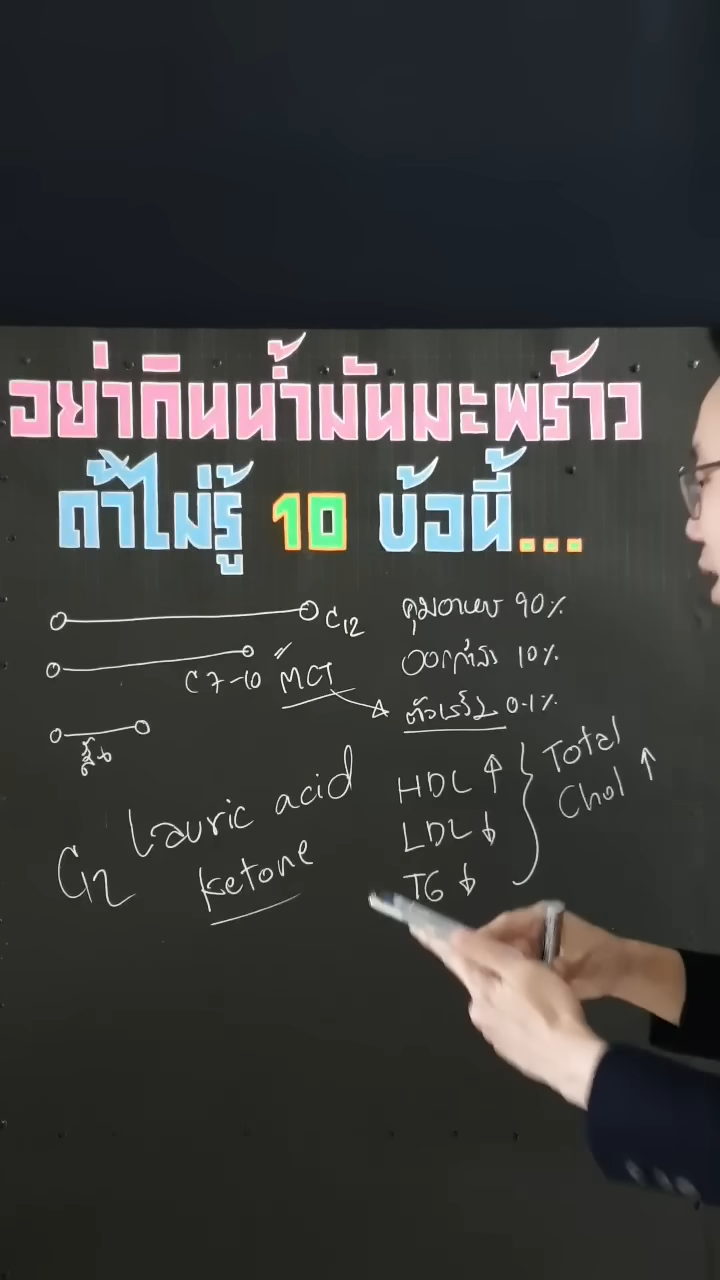 อย่ากินน้ำมันมะพร้าว
ถ้าไม่รู้ 10 ข้อนี้...
C12
C7-10 MCT
สั้น
คุมอาหาร 90%
ออกกำลัง 10%
ตัวเร่ง 0.1%
HDL ↑
LDL ↓
TG ↓
Total
Chol ↑
C12 Lauric acid
ketone